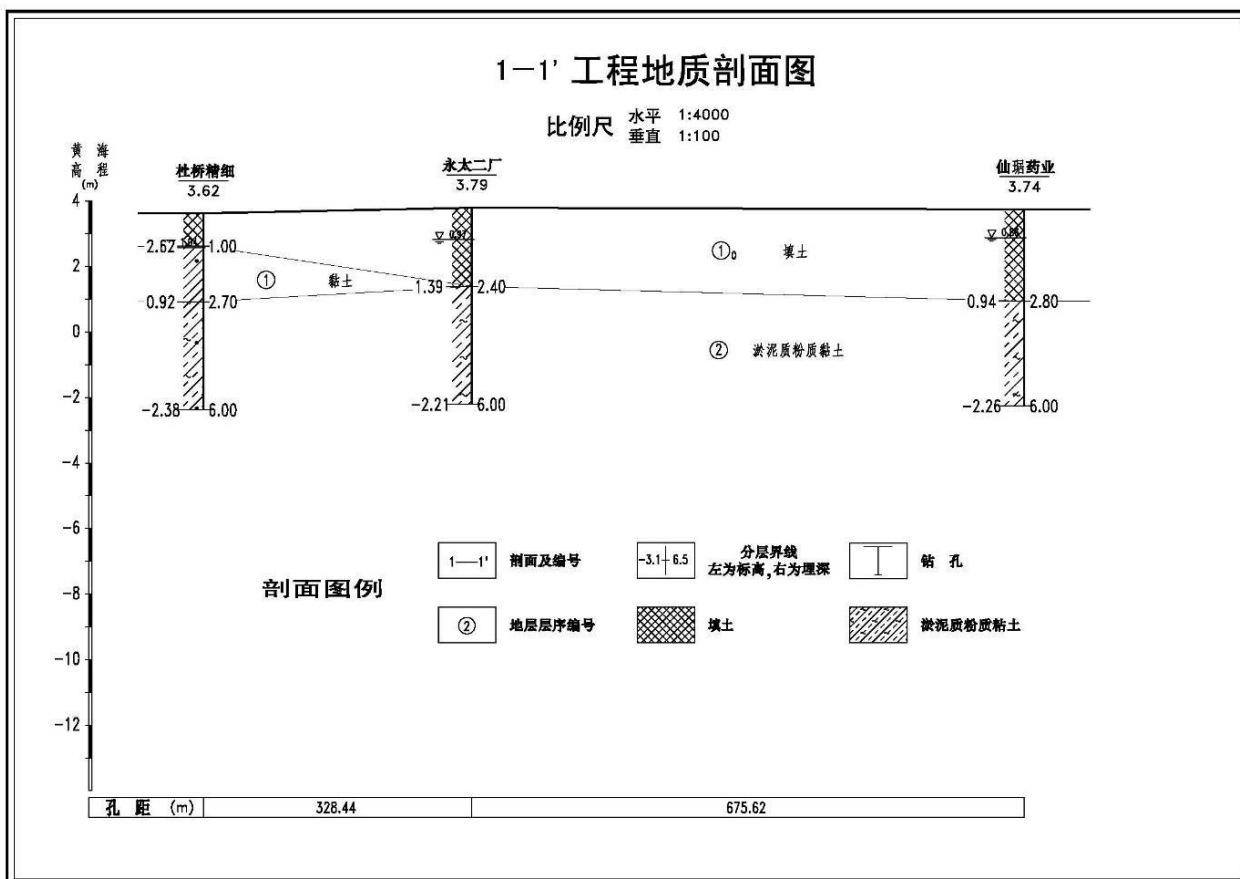 1—1' 工程地质剖面图
比例尺 水平 1:4000
垂直 1:100
黄 海
高 程
(m)
杜桥精细
3.62
永太二厂
3.79
仙琚药业
3.74
4
2
0
-2
-4
-6
-8
-10
-12
-2.62 1.00
0.92 2.70
-2.38 6.00
① 黏土
1.39 2.40
-2.21 6.00
①₀ 填土
② 淤泥质粉质黏土
0.94 2.80
-2.26 6.00
剖面图例
1—1' 剖面及编号
-3.1 6.5 分层界线
左为标高,右为埋深
钻 孔
② 地层层序编号
填土
淤泥质粉质粘土
孔 距 (m) 328.44 675.62